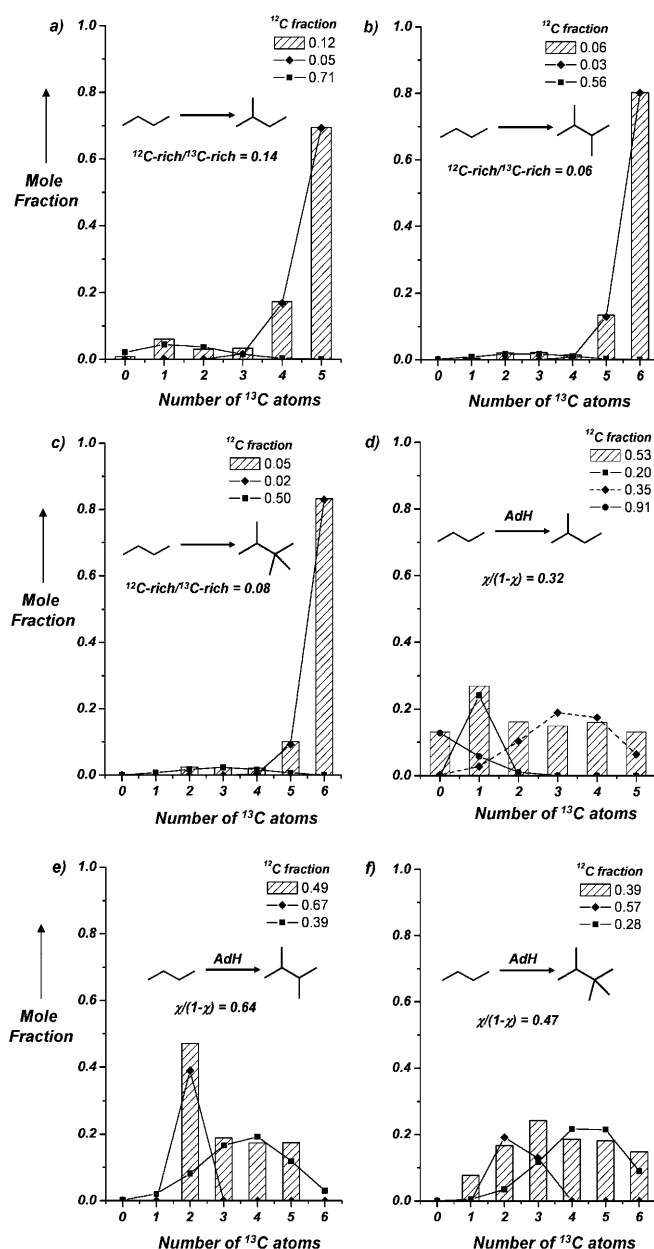 a)
¹²C fraction
0.12
0.05
0.71
¹²C-rich/¹³C-rich = 0.14
Mole
Fraction
1.0
0.8
0.6
0.4
0.2
0.0
0 1 2 3 4 5
Number of ¹³C atoms
b)
¹²C fraction
0.06
0.03
0.56
¹²C-rich/¹³C-rich = 0.06
1.0
0.8
0.6
0.4
0.2
0.0
0 1 2 3 4 5 6
Number of ¹³C atoms
c)
¹²C fraction
0.05
0.02
0.50
¹²C-rich/¹³C-rich = 0.08
Mole
Fraction
1.0
0.8
0.6
0.4
0.2
0.0
0 1 2 3 4 5 6
Number of ¹³C atoms
d)
¹²C fraction
0.53
0.20
0.35
0.91
AdH
χ/(1-χ) = 0.32
1.0
0.8
0.6
0.4
0.2
0.0
0 1 2 3 4 5
Number of ¹³C atoms
e)
¹²C fraction
0.49
0.67
0.39
AdH
χ/(1-χ) = 0.64
Mole
Fraction
1.0
0.8
0.6
0.4
0.2
0.0
0 1 2 3 4 5 6
Number of ¹³C atoms
f)
¹²C fraction
0.39
0.57
0.28
AdH
χ/(1-χ) = 0.47
1.0
0.8
0.6
0.4
0.2
0.0
0 1 2 3 4 5 6
Number of ¹³C atoms